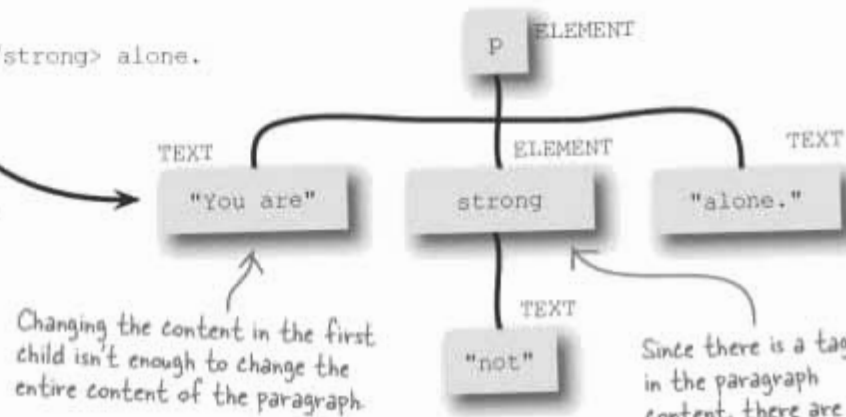 p
ELEMENT
strong> alone.
TEXT
ELEMENT
TEXT
"You are"
strong
"alone."
TEXT
"not"
Changing the content in the first
child isn't enough to change the
entire content of the paragraph.
Since there is a tag
in the paragraph
content, there are